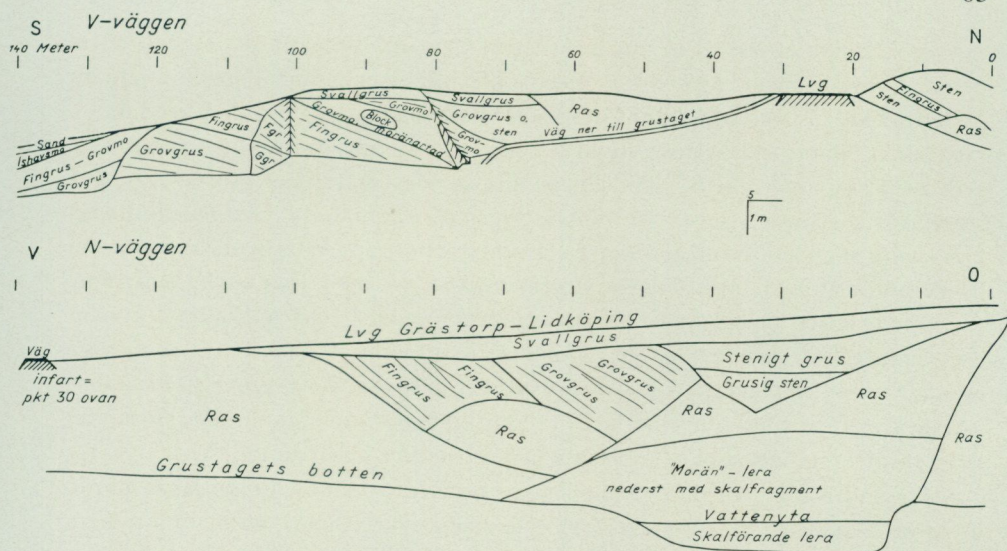 S V-väggen N
140 Meter 120 100 80 60 40 20 0
Lvg
Svallgrus
Svallgrus
Ras
Sten
Fingrus
Sten
Ras
Grovmo
Block
Grovmo
moränartad
Grovgrus o.
sten
Väg ner till grustaget
Grov-
mo
Fingrus
Fgr
Fingrus
Ggr
Grovgrus
Sand
Ishavsmo
Fingrus-Grovmo
Grovgrus
5
1m
V N-väggen O
Lvg Grästorp-Lidköping
Svallgrus
Väg
infart=
pkt 30 ovan
Fingrus
Fingrus
Grovgrus
Grovgrus
Stenigt grus
Grusig sten
Ras
Ras
Ras
Ras
Ras
Grustagets botten
"Morän"-lera
nederst med skalfragment
Vattenyta
Skalförande lera